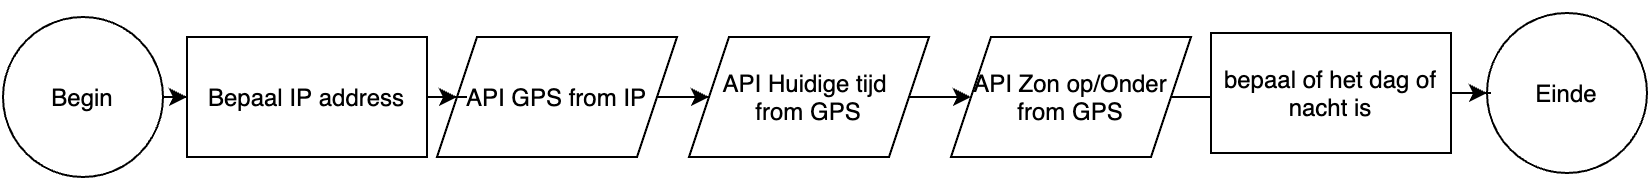 Begin
Bepaal IP address
API GPS from IP
API Huidige tijd
from GPS
API Zon op/Onder
from GPS
bepaal of het dag of
nacht is
Einde